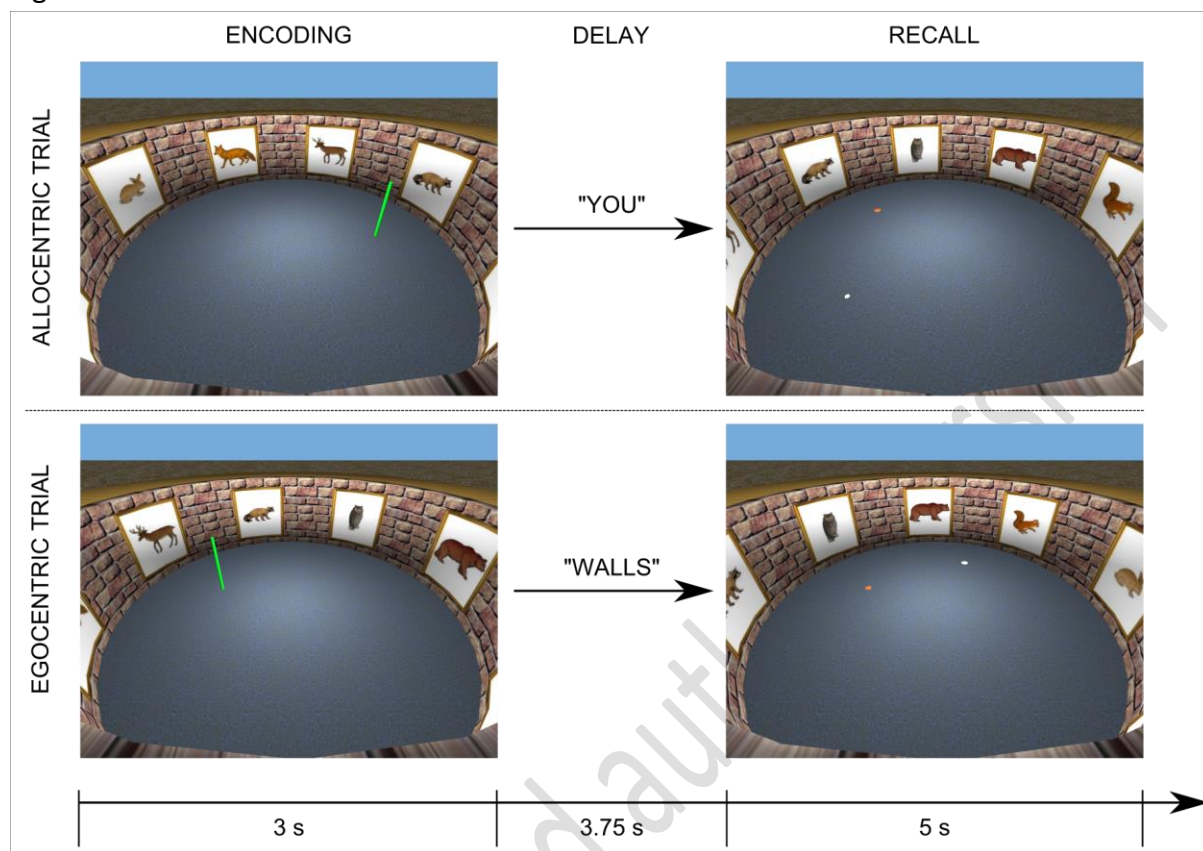 ENCODING
DELAY
RECALL
ALLOCENTRIC TRIAL
"YOU"
EGOCENTRIC TRIAL
"WALLS"
3 s
3.75 s
5 s